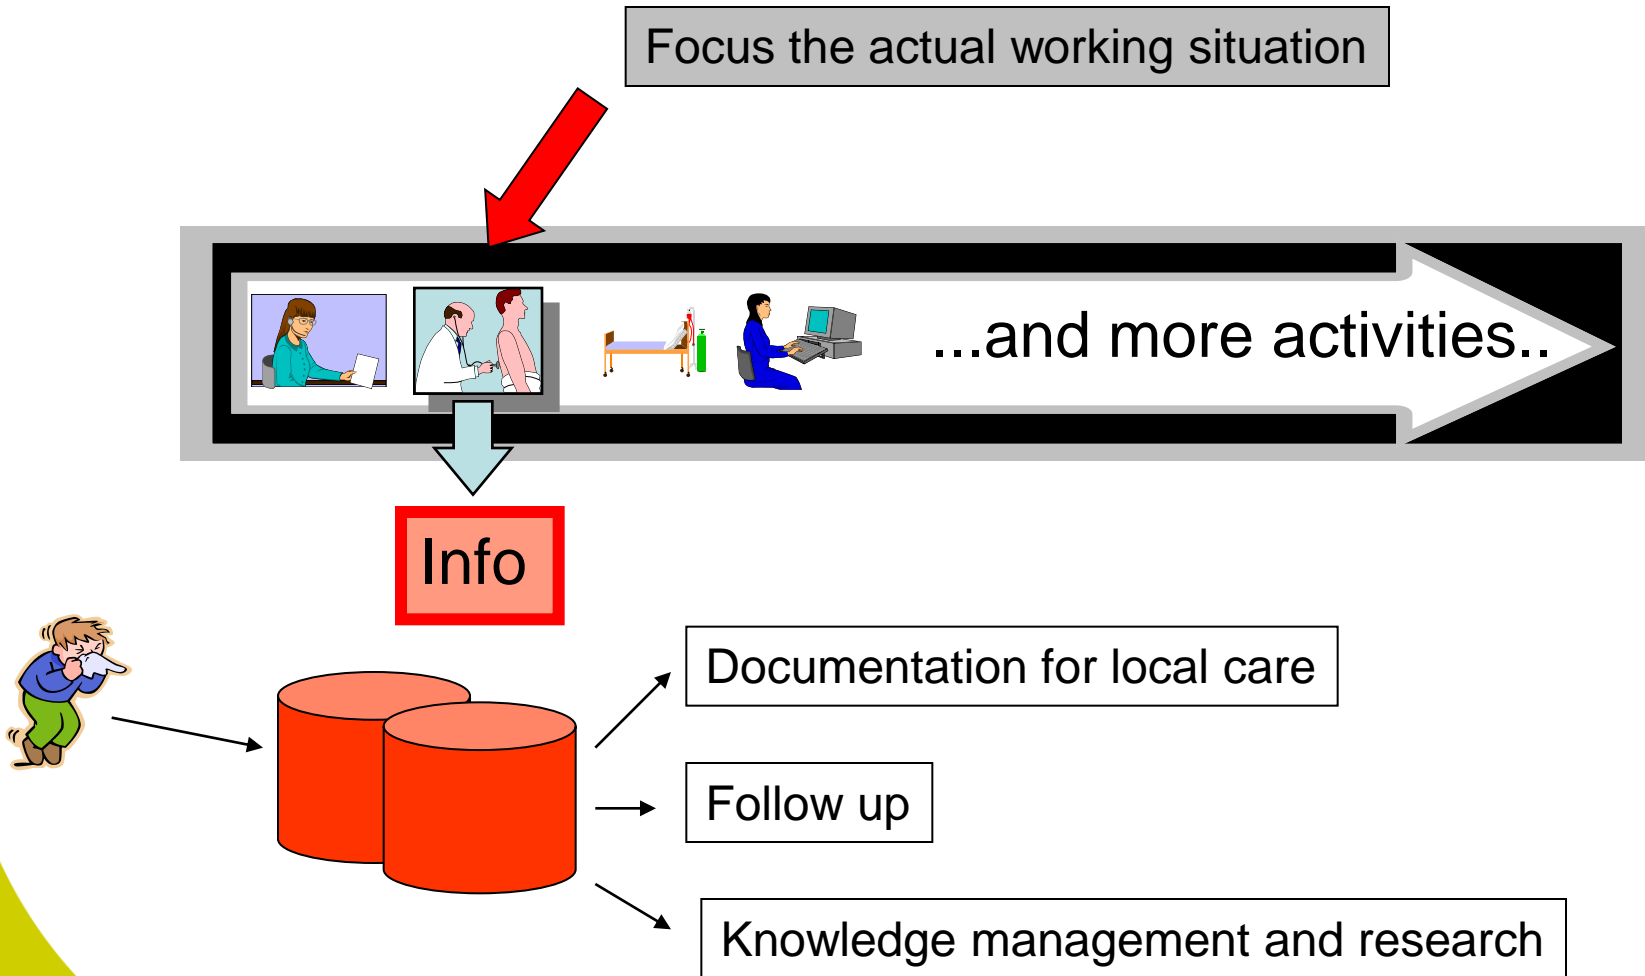 Focus the actual working situation
...and more activities..
Info
Documentation for local care
Follow up
Knowledge management and research